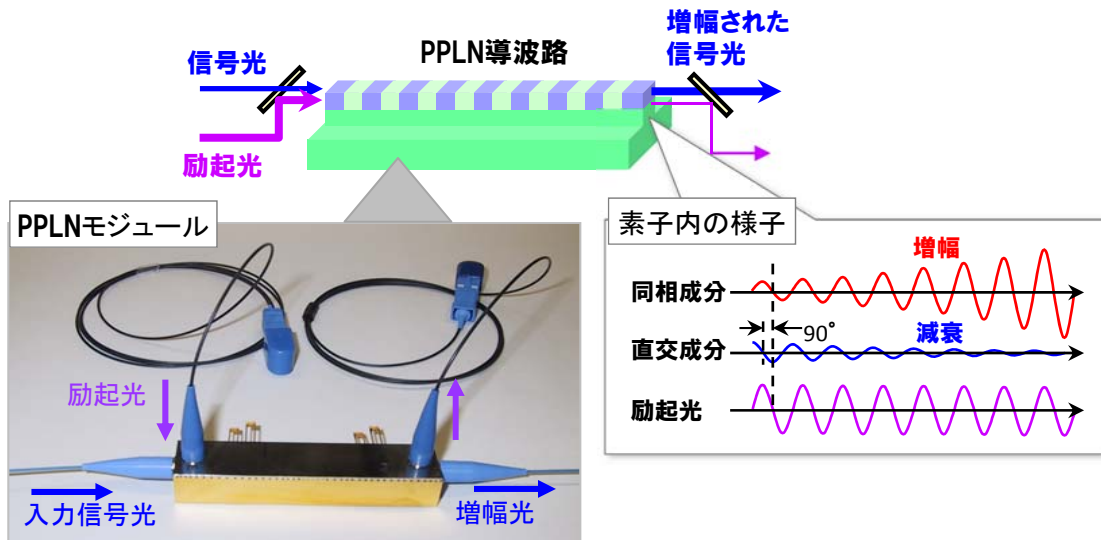 増幅された
信号光
PPLN導波路
信号光
励起光
PPLNモジュール
素子内の様子
増幅
同相成分
90°
減衰
直交成分
励起光
励起光
入力信号光
増幅光